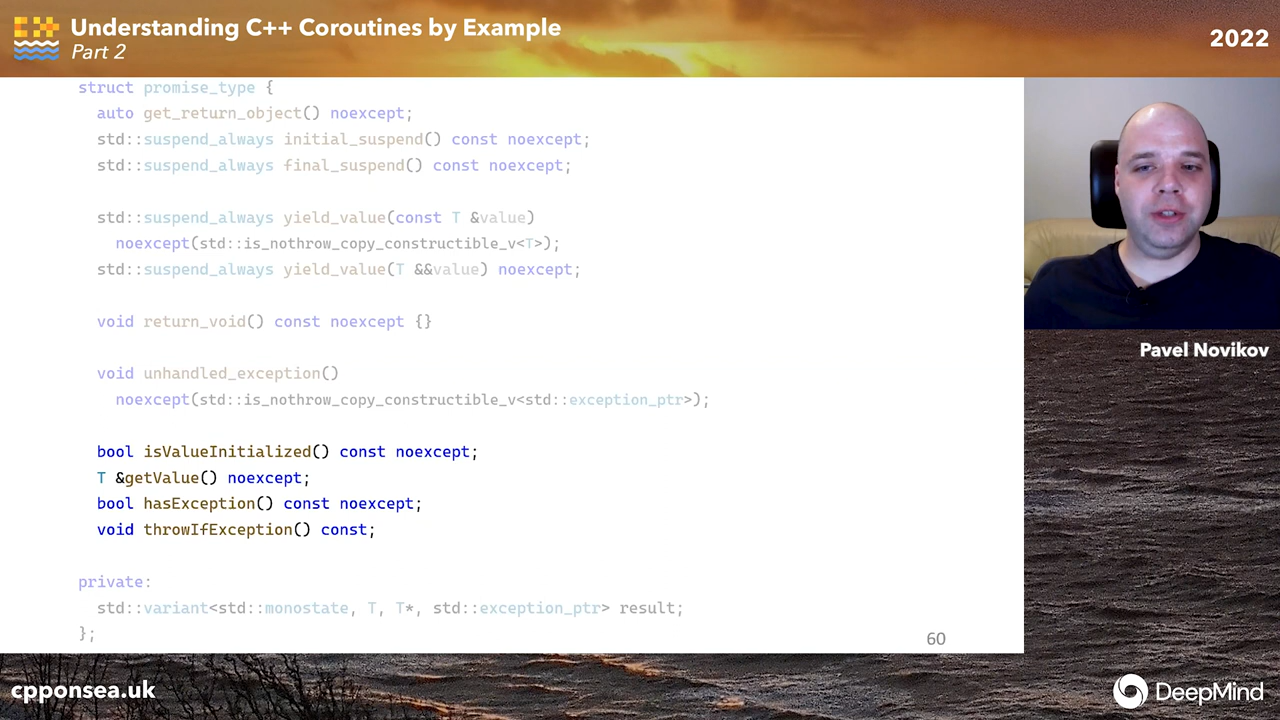 Understanding C++ Coroutines by Example
Part 2
2022
struct promise_type {
auto get_return_object() noexcept;
std::suspend_always initial_suspend() const noexcept;
std::suspend_always final_suspend() const noexcept;
std::suspend_always yield_value(const T &value)
noexcept(std::is_nothrow_copy_constructible_v<T>);
std::suspend_always yield_value(T &&value) noexcept;
void return_void() const noexcept {}
void unhandled_exception()
noexcept(std::is_nothrow_copy_constructible_v<std::exception_ptr>);
bool isValueInitialized() const noexcept;
T &getValue() noexcept;
bool hasException() const noexcept;
void throwIfException() const;
private:
std::variant<std::monostate, T, T*, std::exception_ptr> result;
};
60
Pavel Novikov
cpponsea.uk
DeepMind